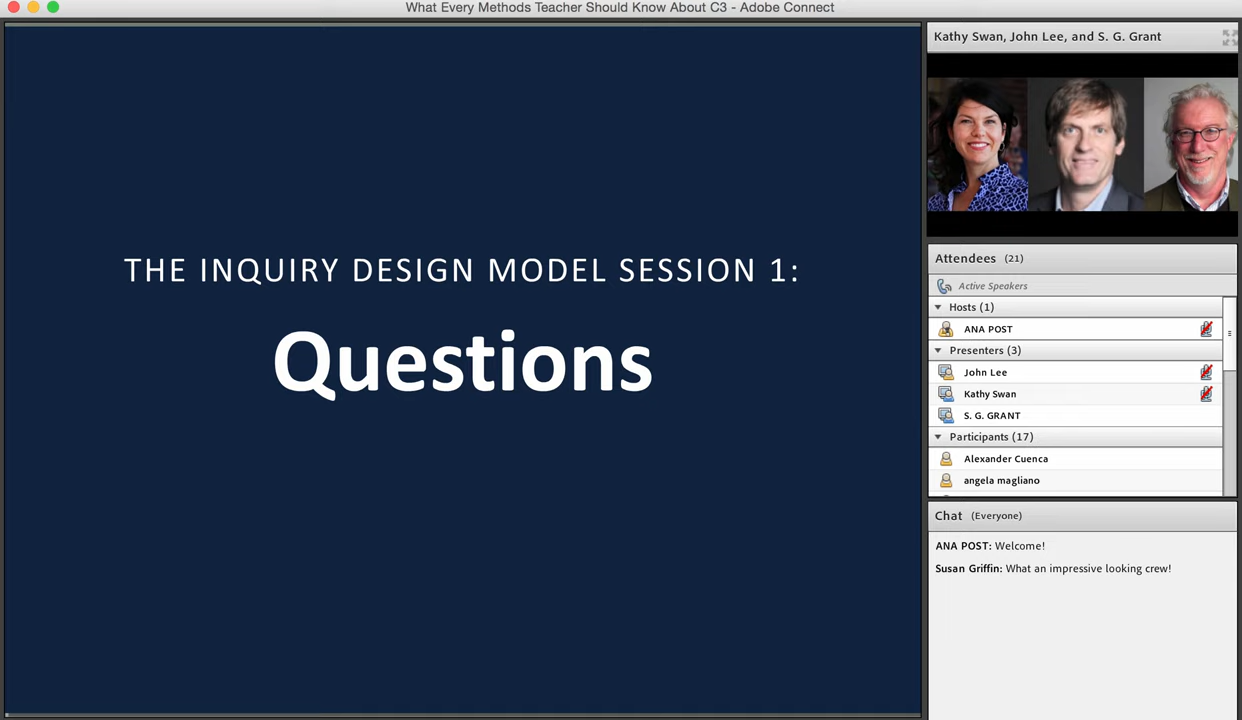 What Every Methods Teacher Should Know About C3 - Adobe Connect
THE INQUIRY DESIGN MODEL SESSION 1:
Questions
Kathy Swan, John Lee, and S. G. Grant
Attendees (21)
Active Speakers
Hosts (1)
ANA POST
Presenters (3)
John Lee
Kathy Swan
S. G. GRANT
Participants (17)
Alexander Cuenca
angela magliano
Chat (Everyone)
ANA POST: Welcome!
Susan Griffin: What an impressive looking crew!